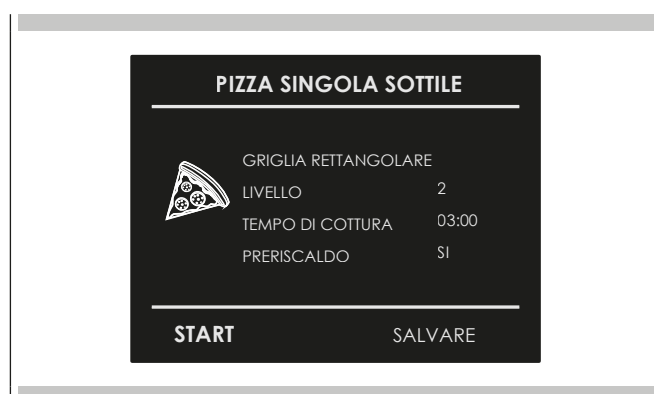 PIZZA SINGOLA SOTTILE
GRIGLIA RETTANGOLARE
LIVELLO 2
TEMPO DI COTTURA 03:00
PRERISCALDO SI
START SALVARE